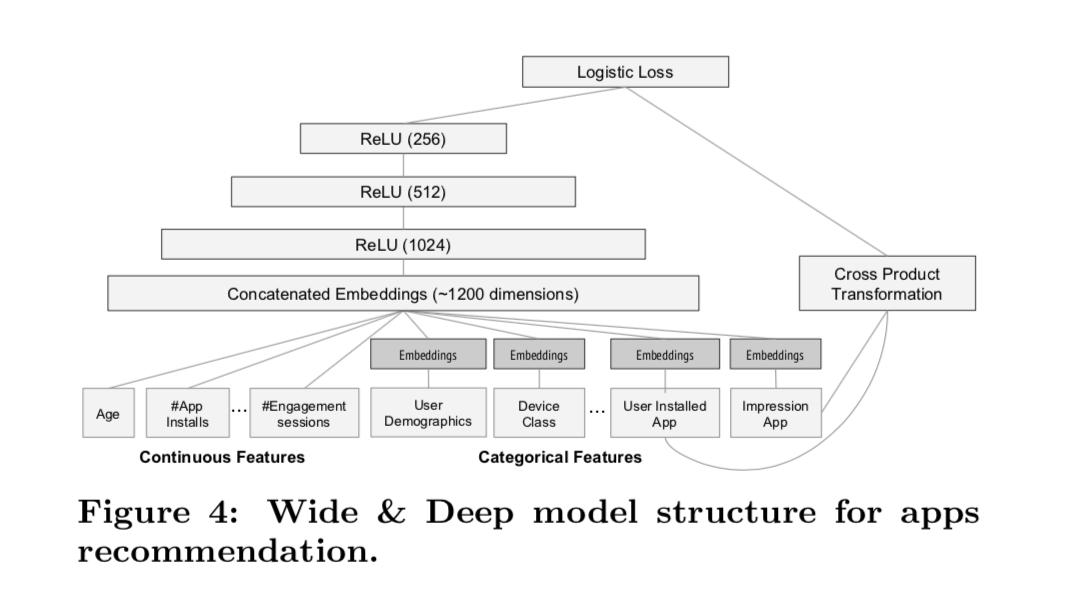 Logistic Loss
ReLU (256)
ReLU (512)
ReLU (1024)
Concatenated Embeddings (~1200 dimensions)
Cross Product
Transformation
Embeddings
Embeddings
Embeddings
Embeddings
Age
#App
Installs
...
#Engagement
sessions
User
Demographics
Device
Class
...
User Installed
App
Impression
App
Continuous Features
Categorical Features
Figure 4: Wide & Deep model structure for apps
recommendation.